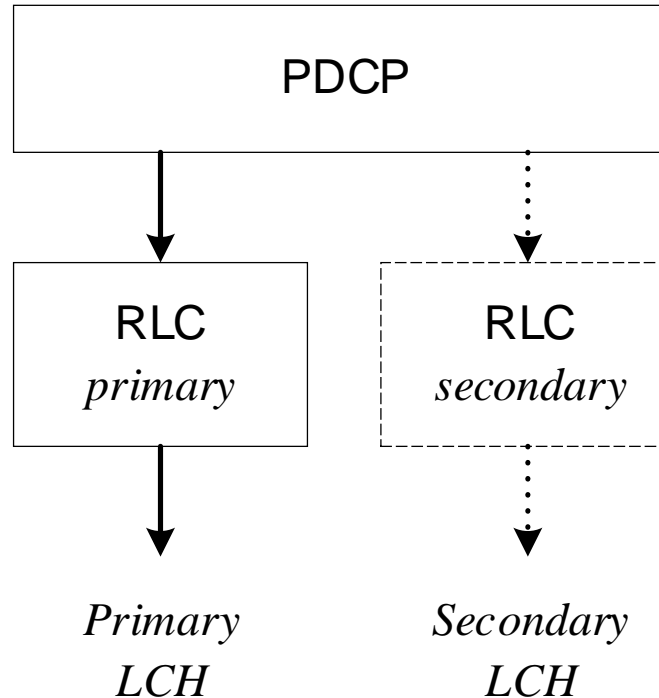 PDCP
RLC
primary
RLC
secondary
Primary
LCH
Secondary
LCH